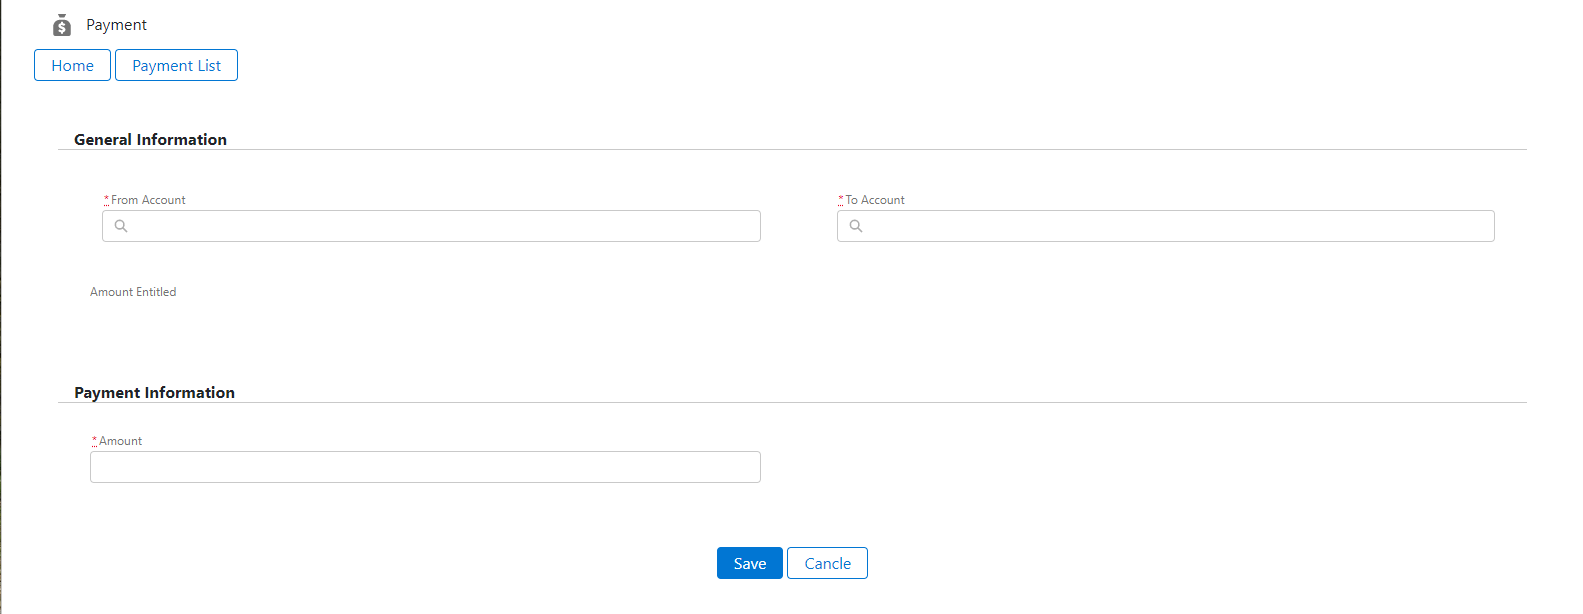 Payment
Home Payment List
General Information
*From Account *To Account
Amount Entitled
Payment Information
*Amount
Save Cancle